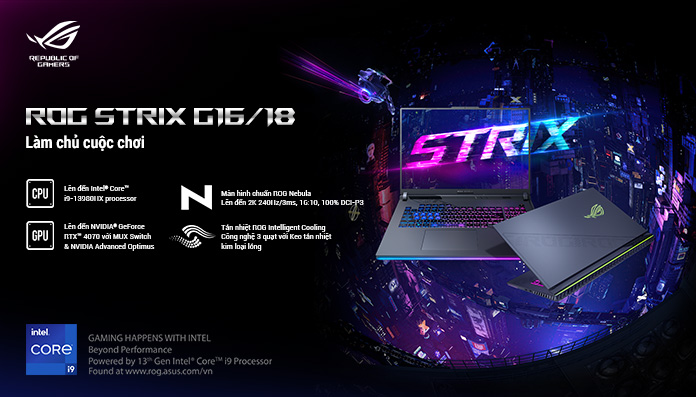 REPUBLIC OF
GAMERS
ROG STRIX G16/18
Làm chủ cuộc chơi
CPU
Lên đến Intel® Core™
i9-13980HX processor
N
Màn hình chuẩn ROG Nebula
Lên đến 2K 240Hz/3ms, 16:10, 100% DCI-P3
GPU
Lên đến NVIDIA® GeForce
RTX™ 4070 với MUX Switch
& NVIDIA Advanced Optimus
Tản nhiệt ROG Intelligent Cooling
Công nghệ 3 quạt với Keo tản nhiệt
kim loại lỏng
STRIX
intel.
CORE
i9
GAMING HAPPENS WITH INTEL
Beyond Performance
Powered by 13th Gen Intel® Core™ i9 Processor
Found at www.rog.asus.com/vn